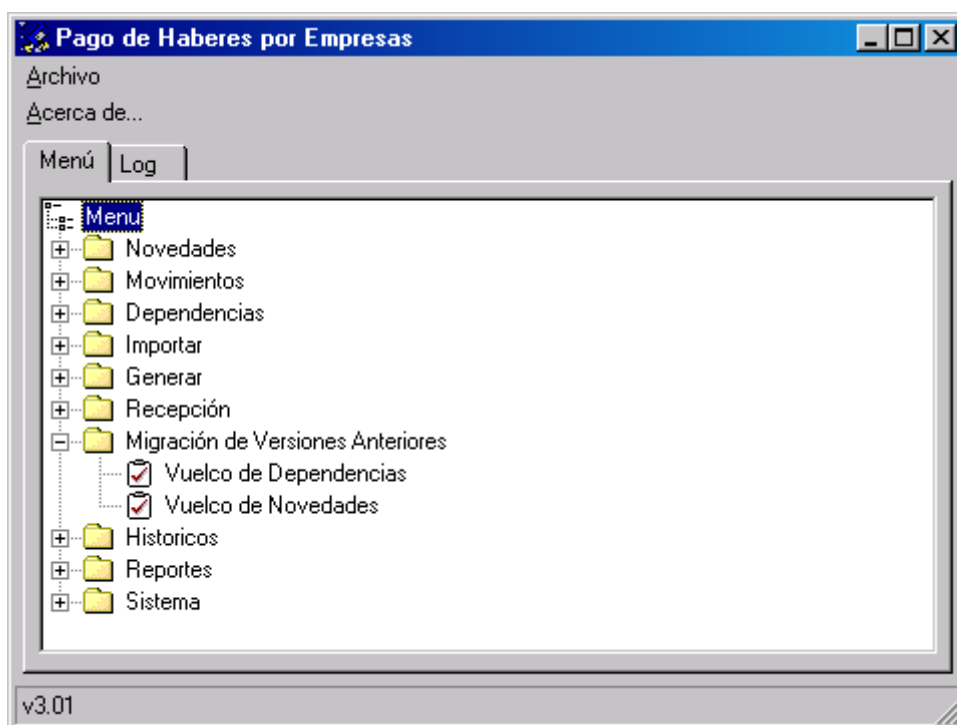 Pago de Haberes por Empresas
Archivo
Acerca de...
Menú Log
Menu
Novedades
Movimientos
Dependencias
Importar
Generar
Recepción
Migración de Versiones Anteriores
Vuelco de Dependencias
Vuelco de Novedades
Historicos
Reportes
Sistema
v3.01